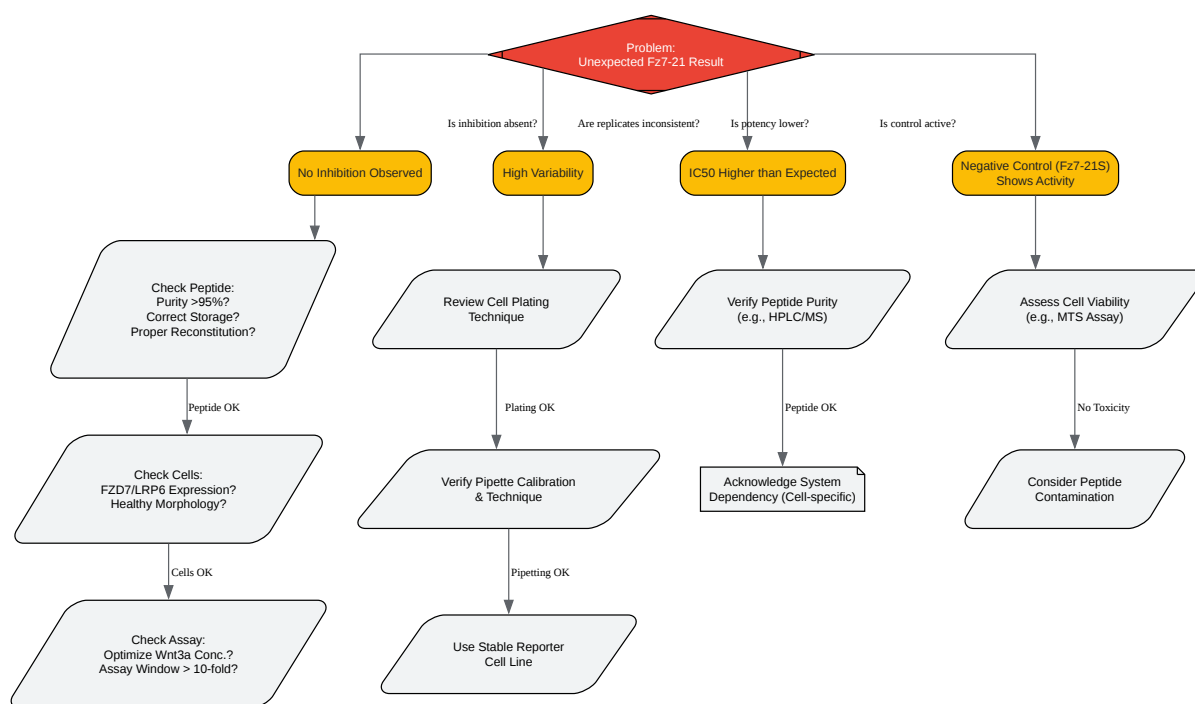 Problem:
Unexpected Fz7-21 Result
Is inhibition absent?
Are replicates inconsistent?
Is potency lower?
Is control active?
No Inhibition Observed
High Variability
IC50 Higher than Expected
Negative Control (Fz7-21S)
Shows Activity
Check Peptide:
Purity >95%?
Correct Storage?
Proper Reconstitution?
Review Cell Plating
Technique
Verify Peptide Purity
(e.g., HPLC/MS)
Assess Cell Viability
(e.g., MTS Assay)
Peptide OK
Plating OK
Peptide OK
No Toxicity
Check Cells:
FZD7/LRP6 Expression?
Healthy Morphology?
Verify Pipette Calibration
& Technique
Acknowledge System
Dependency (Cell-specific)
Consider Peptide
Contamination
Cells OK
Pipetting OK
Check Assay:
Optimize Wnt3a Conc.?
Assay Window > 10-fold?
Use Stable Reporter
Cell Line